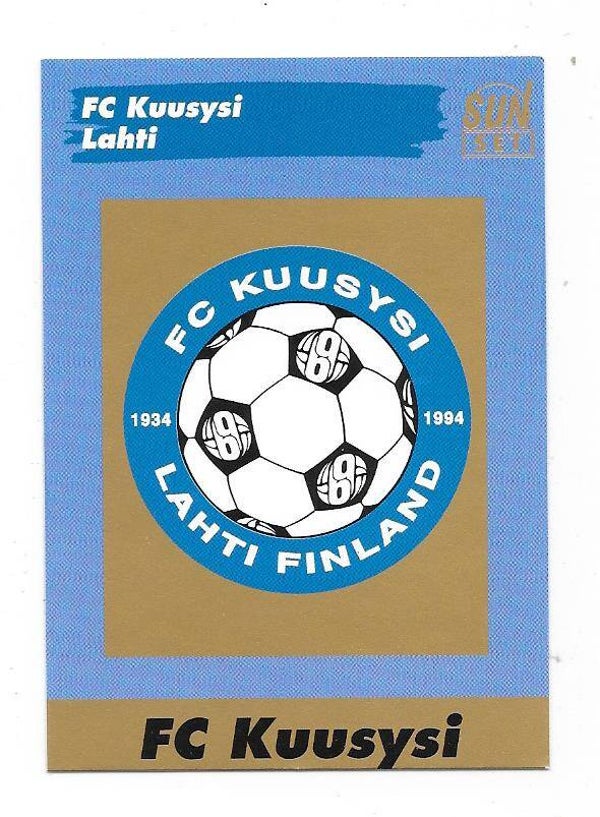 FC Kuusysi
Lahti
SUN
SET
FC KUUSYSI
1934
1994
LAHTI FINLAND
FC Kuusysi